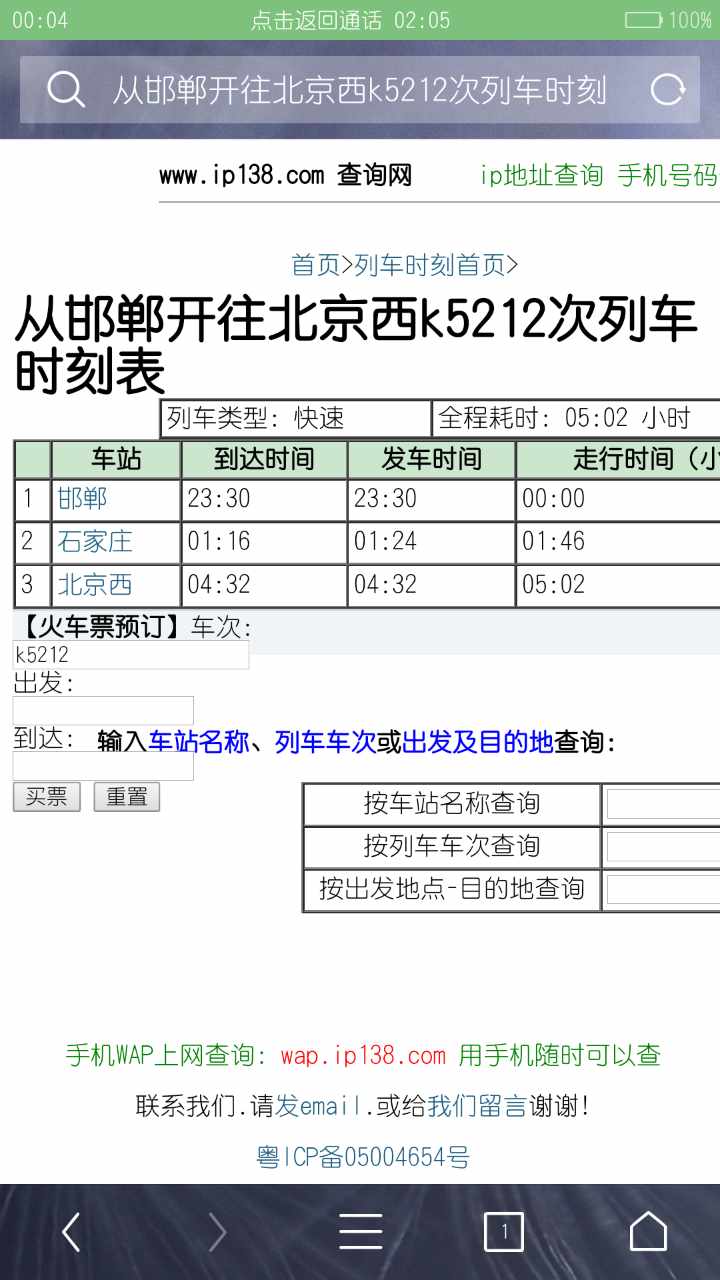 00:04 点击返回通话 02:05 100%
从邯郸开往北京西k5212次列车时刻
www.ip138.com 查询网 ip地址查询 手机号码
首页>列车时刻首页>
从邯郸开往北京西k5212次列车
时刻表
列车类型: 快速 全程耗时: 05:02 小时
车站 到达时间 发车时间 走行时间（小
1 邯郸 23:30 23:30 00:00
2 石家庄 01:16 01:24 01:46
3 北京西 04:32 04:32 05:02
【火车票预订】车次:
k5212
出发:
到达: 输入车站名称、列车车次或出发及目的地查询:
买票 重置
按车站名称查询
按列车车次查询
按出发地点-目的地查询
手机WAP上网查询: wap.ip138.com 用手机随时可以查
联系我们.请发email.或给我们留言谢谢!
粤ICP备05004654号
1